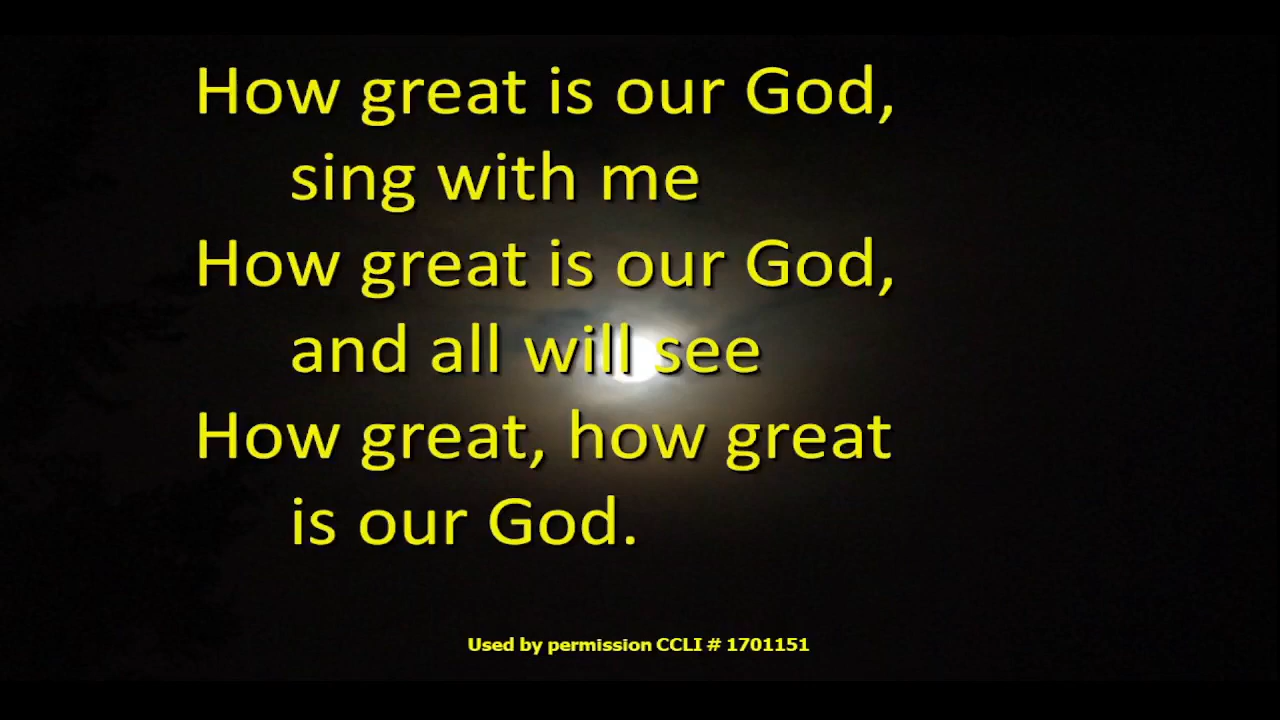 How great is our God,
sing with me
How great is our God,
and all will see
How great, how great
is our God.
Used by permission CCLI # 1701151